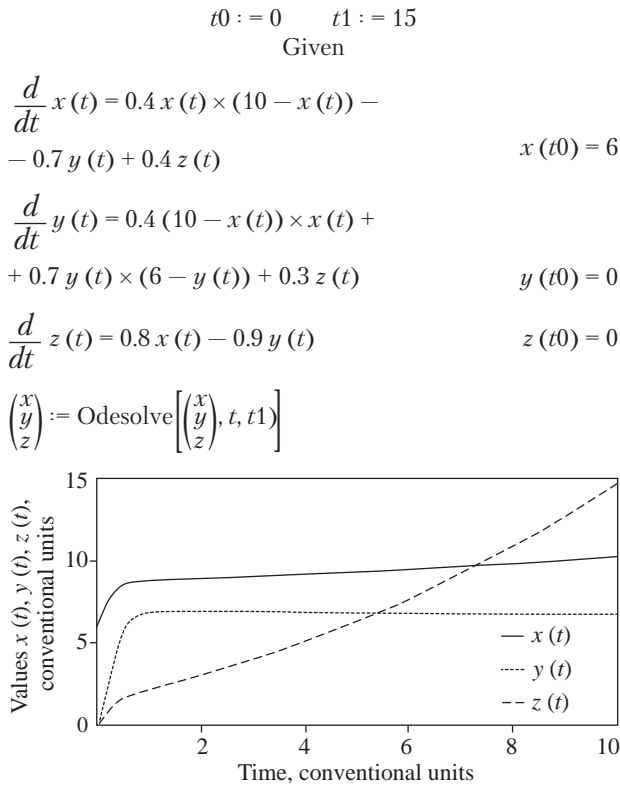 t0 : = 0 t1 : = 15
Given
d/dt x (t) = 0.4 x (t) × (10 – x (t)) –
– 0.7 y (t) + 0.4 z (t) x (t0) = 6
d/dt y (t) = 0.4 (10 – x (t)) × x (t) +
+ 0.7 y (t) × (6 – y (t)) + 0.3 z (t) y (t0) = 0
d/dt z (t) = 0.8 x (t) – 0.9 y (t) z (t0) = 0
(x y z) := Odesolve[(x y z), t, t1)]
Values x (t), y (t), z (t),
conventional units
15
10
5
0
x (t)
y (t)
z (t)
2 4 6 8 10
Time, conventional units